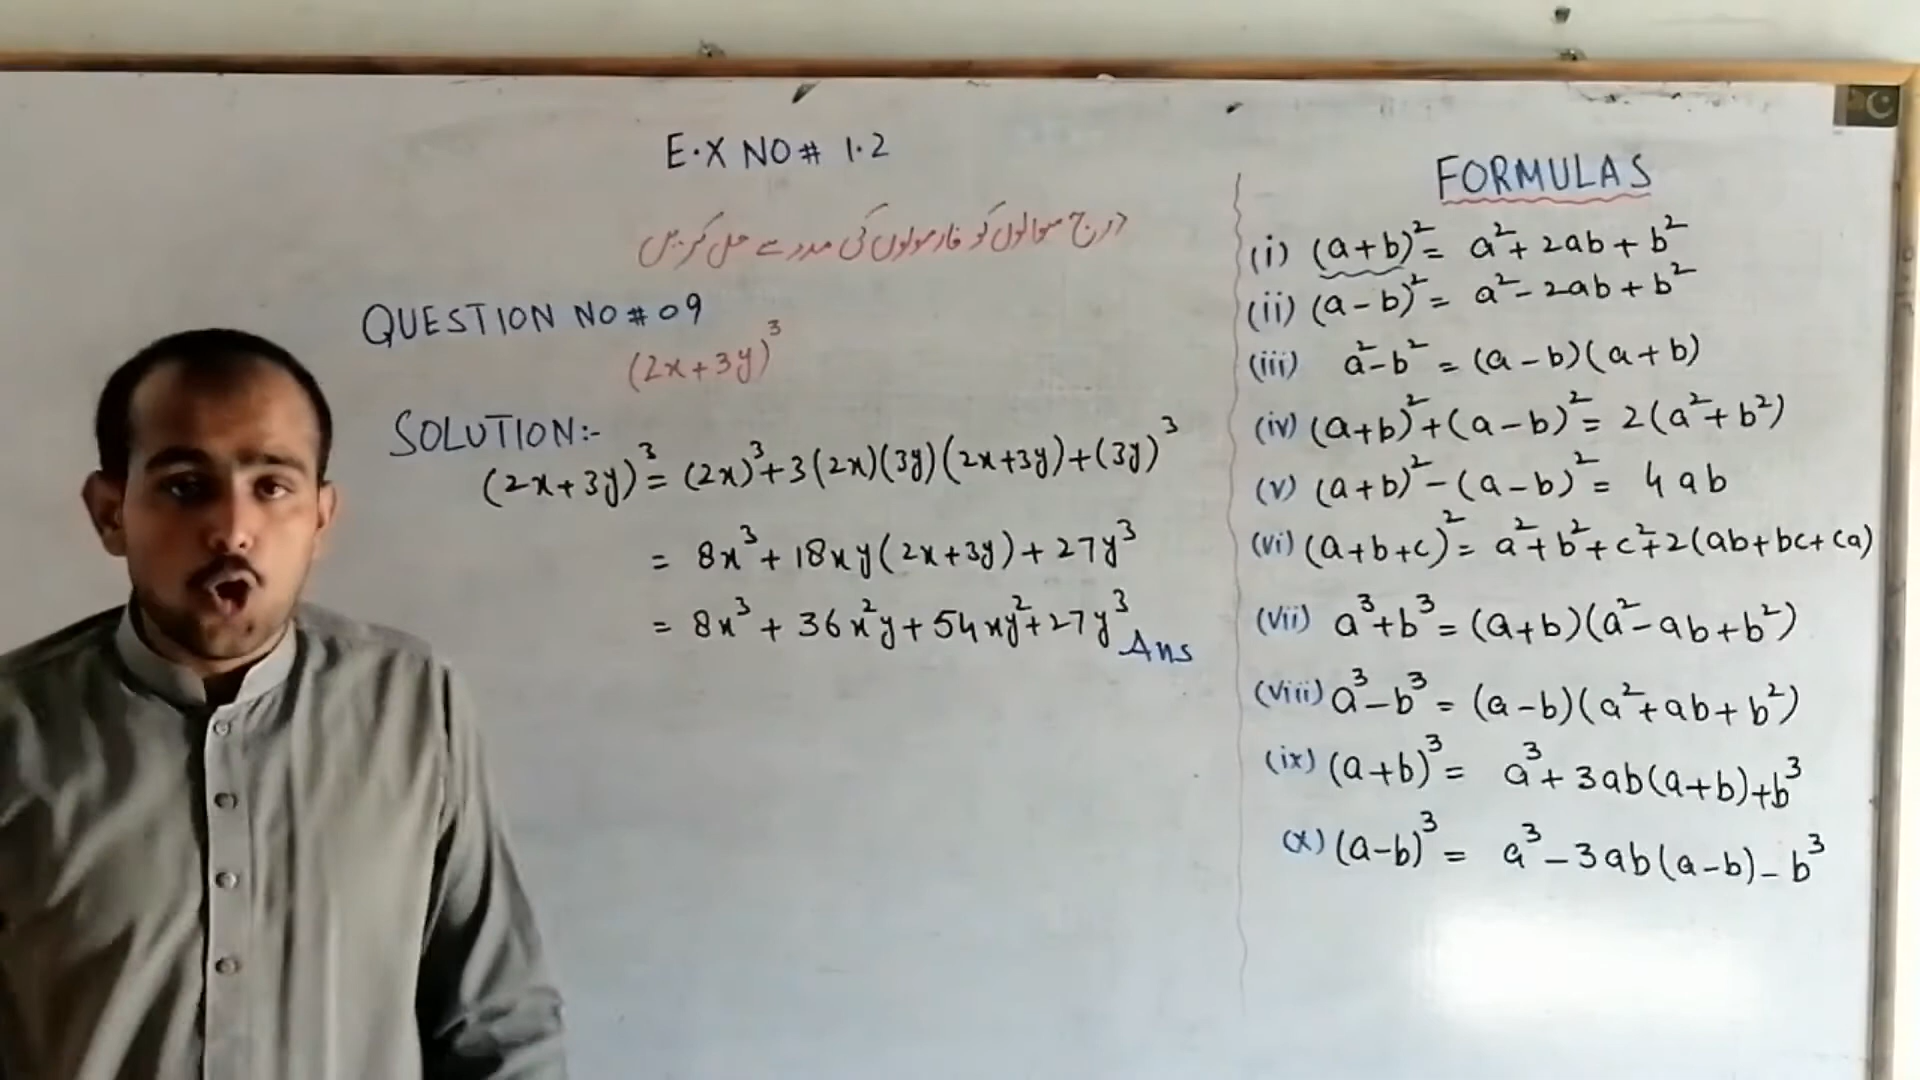 E.X NO# 1.2
درج سوالوں کو فارمولوں کی مدد سے حل کریں
QUESTION NO # 09
(2x+3y)³
SOLUTION:-
(2x+3y)³ = (2x)³+3(2x)(3y)(2x+3y)+(3y)³
= 8x³+18xy(2x+3y)+27y³
= 8x³+36x²y+54xy²+27y³ Ans
FORMULAS
(i) (a+b)² = a²+2ab+b²
(ii) (a-b)² = a²-2ab+b²
(iii) a²-b² = (a-b)(a+b)
(iv) (a+b)²+(a-b)² = 2(a²+b²)
(v) (a+b)²-(a-b)² = 4ab
(vi) (a+b+c)² = a²+b²+c²+2(ab+bc+ca)
(vii) a³+b³ = (a+b)(a²-ab+b²)
(viii) a³-b³ = (a-b)(a²+ab+b²)
(ix) (a+b)³ = a³+3ab(a+b)+b³
(x) (a-b)³ = a³-3ab(a-b)-b³